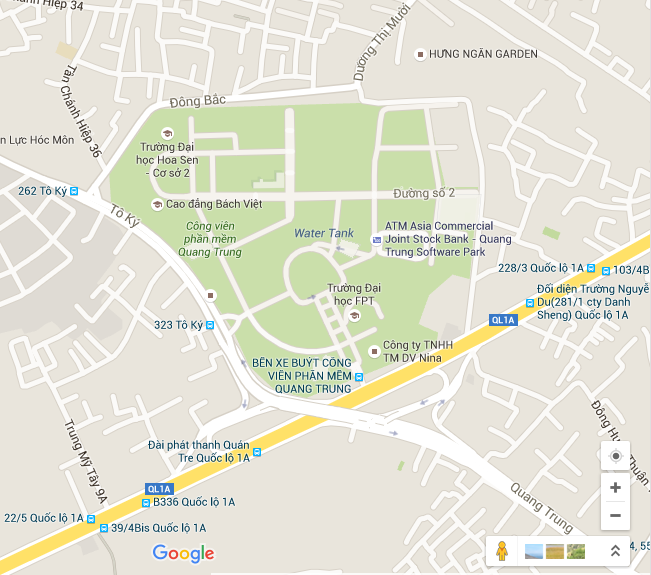 Chánh Hiệp 34
Dương Thị Mười
HƯNG NGÂN GARDEN
Tân Chánh Hiệp 36
Đông Bắc
Trường Đại
học Hoa Sen
- Cơ sở 2
n Lực Hóc Môn
262 Tô Ký
Đường số 2
Cao đẳng Bách Việt
Tô Ký
Công viên
phần mềm
Quang Trung
Water Tank
ATM Asia Commercial
Joint Stock Bank - Quang
Trung Software Park
228/3 Quốc lộ 1A
103/4B
Trường Đại
học FPT
Đối diện Trường Nguyễ
Du(281/1 cty Danh
Sheng) Quốc lộ 1A
QL1A
323 Tô Ký
Công ty TNHH
TM DV Nina
BẾN XE BUÝT CÔNG
VIÊN PHẦN MỀM
QUANG TRUNG
Trung Mỹ Tây 9A
Đài phát thanh Quán
Tre Quốc lộ 1A
Thuận
QL1A
B336 Quốc lộ 1A
Quang Trung
22/5 Quốc lộ 1A
39/4Bis Quốc lộ 1A
Google